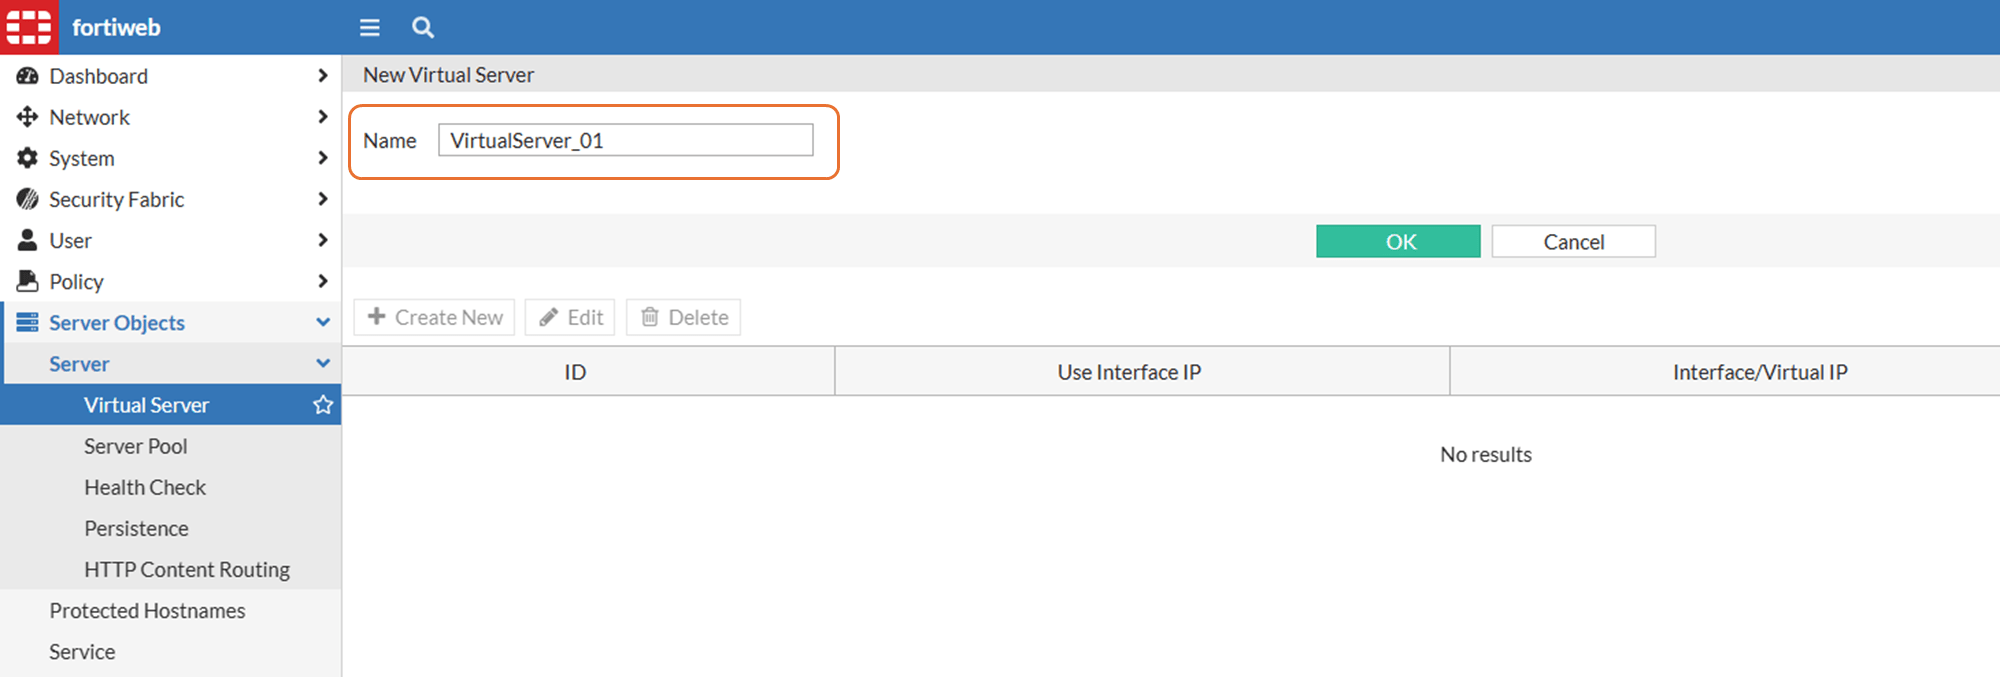 fortiweb
Dashboard
Network
System
Security Fabric
User
Policy
Server Objects
Server
Virtual Server
Server Pool
Health Check
Persistence
HTTP Content Routing
Protected Hostnames
Service
New Virtual Server
Name VirtualServer_01
OK Cancel
Create New Edit Delete
ID Use Interface IP Interface/Virtual IP
No results